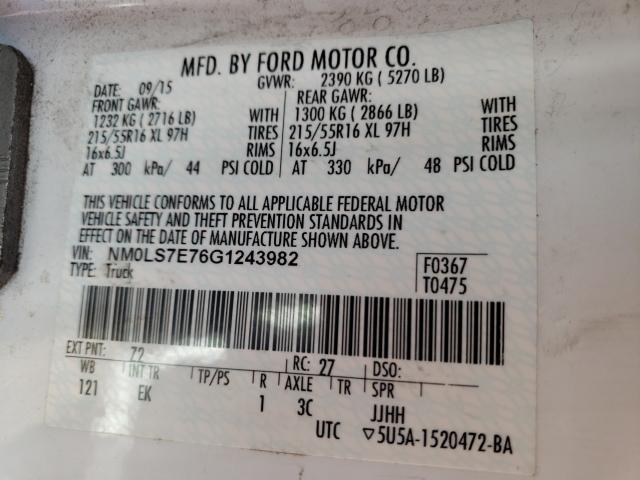 MFD. BY FORD MOTOR CO.
DATE: 09/15 GVWR: 2390 KG ( 5270 LB)
FRONT GAWR: REAR GAWR:
1232 KG ( 2716 LB) WITH 1300 KG ( 2866 LB) WITH
215/55R16 XL 97H TIRES 215/55R16 XL 97H TIRES
16x6.5J RIMS 16x6.5J RIMS
AT 300 kPa/ 44 PSI COLD AT 330 kPa/ 48 PSI COLD
THIS VEHICLE CONFORMS TO ALL APPLICABLE FEDERAL MOTOR
VEHICLE SAFETY AND THEFT PREVENTION STANDARDS IN
EFFECT ON THE DATE OF MANUFACTURE SHOWN ABOVE.
VIN: NM0LS7E76G1243982 F0367
TYPE: Truck T0475
EXT PNT: 72 RC: 27 DSO:
WB INT TR TP/PS R AXLE TR SPR
121 EK 1 3C JJHH
UTC ▽5U5A-1520472-BA